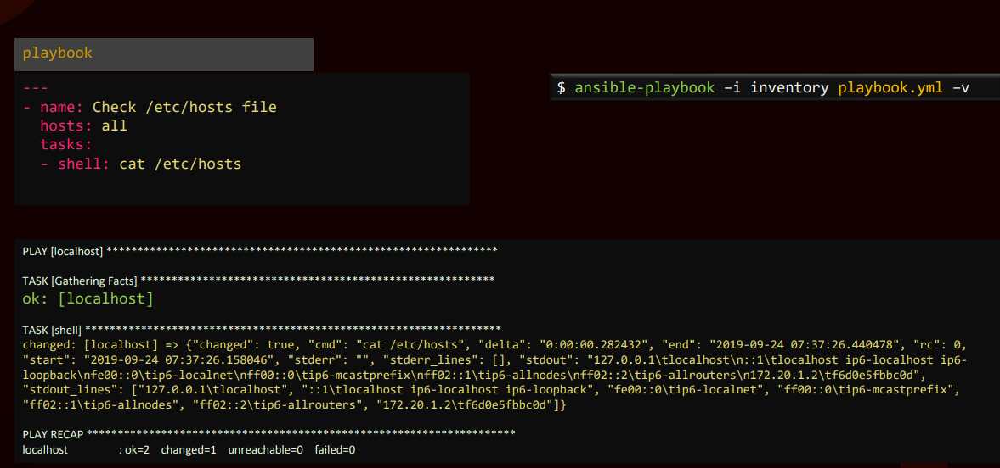 playbook
---
- name: Check /etc/hosts file
  hosts: all
  tasks:
  - shell: cat /etc/hosts
$ ansible-playbook –i inventory playbook.yml –v
PLAY [localhost] ***************************************************************
TASK [Gathering Facts] *********************************************************
ok: [localhost]
TASK [shell] *******************************************************************
changed: [localhost] => {"changed": true, "cmd": "cat /etc/hosts", "delta": "0:00:00.282432", "end": "2019-09-24 07:37:26.440478", "rc": 0,
"start": "2019-09-24 07:37:26.158046", "stderr": "", "stderr_lines": [], "stdout": "127.0.0.1\tlocalhost\n::1\tlocalhost ip6-localhost ip6-
loopback\nfe00::0\tip6-localnet\nff00::0\tip6-mcastprefix\nff02::1\tip6-allnodes\nff02::2\tip6-allrouters\n172.20.1.2\tf6d0e5fbbc0d",
"stdout_lines": ["127.0.0.1\tlocalhost", "::1\tlocalhost ip6-localhost ip6-loopback", "fe00::0\tip6-localnet", "ff00::0\tip6-mcastprefix",
"ff02::1\tip6-allnodes", "ff02::2\tip6-allrouters", "172.20.1.2\tf6d0e5fbbc0d"]}
PLAY RECAP *********************************************************************
localhost : ok=2 changed=1 unreachable=0 failed=0